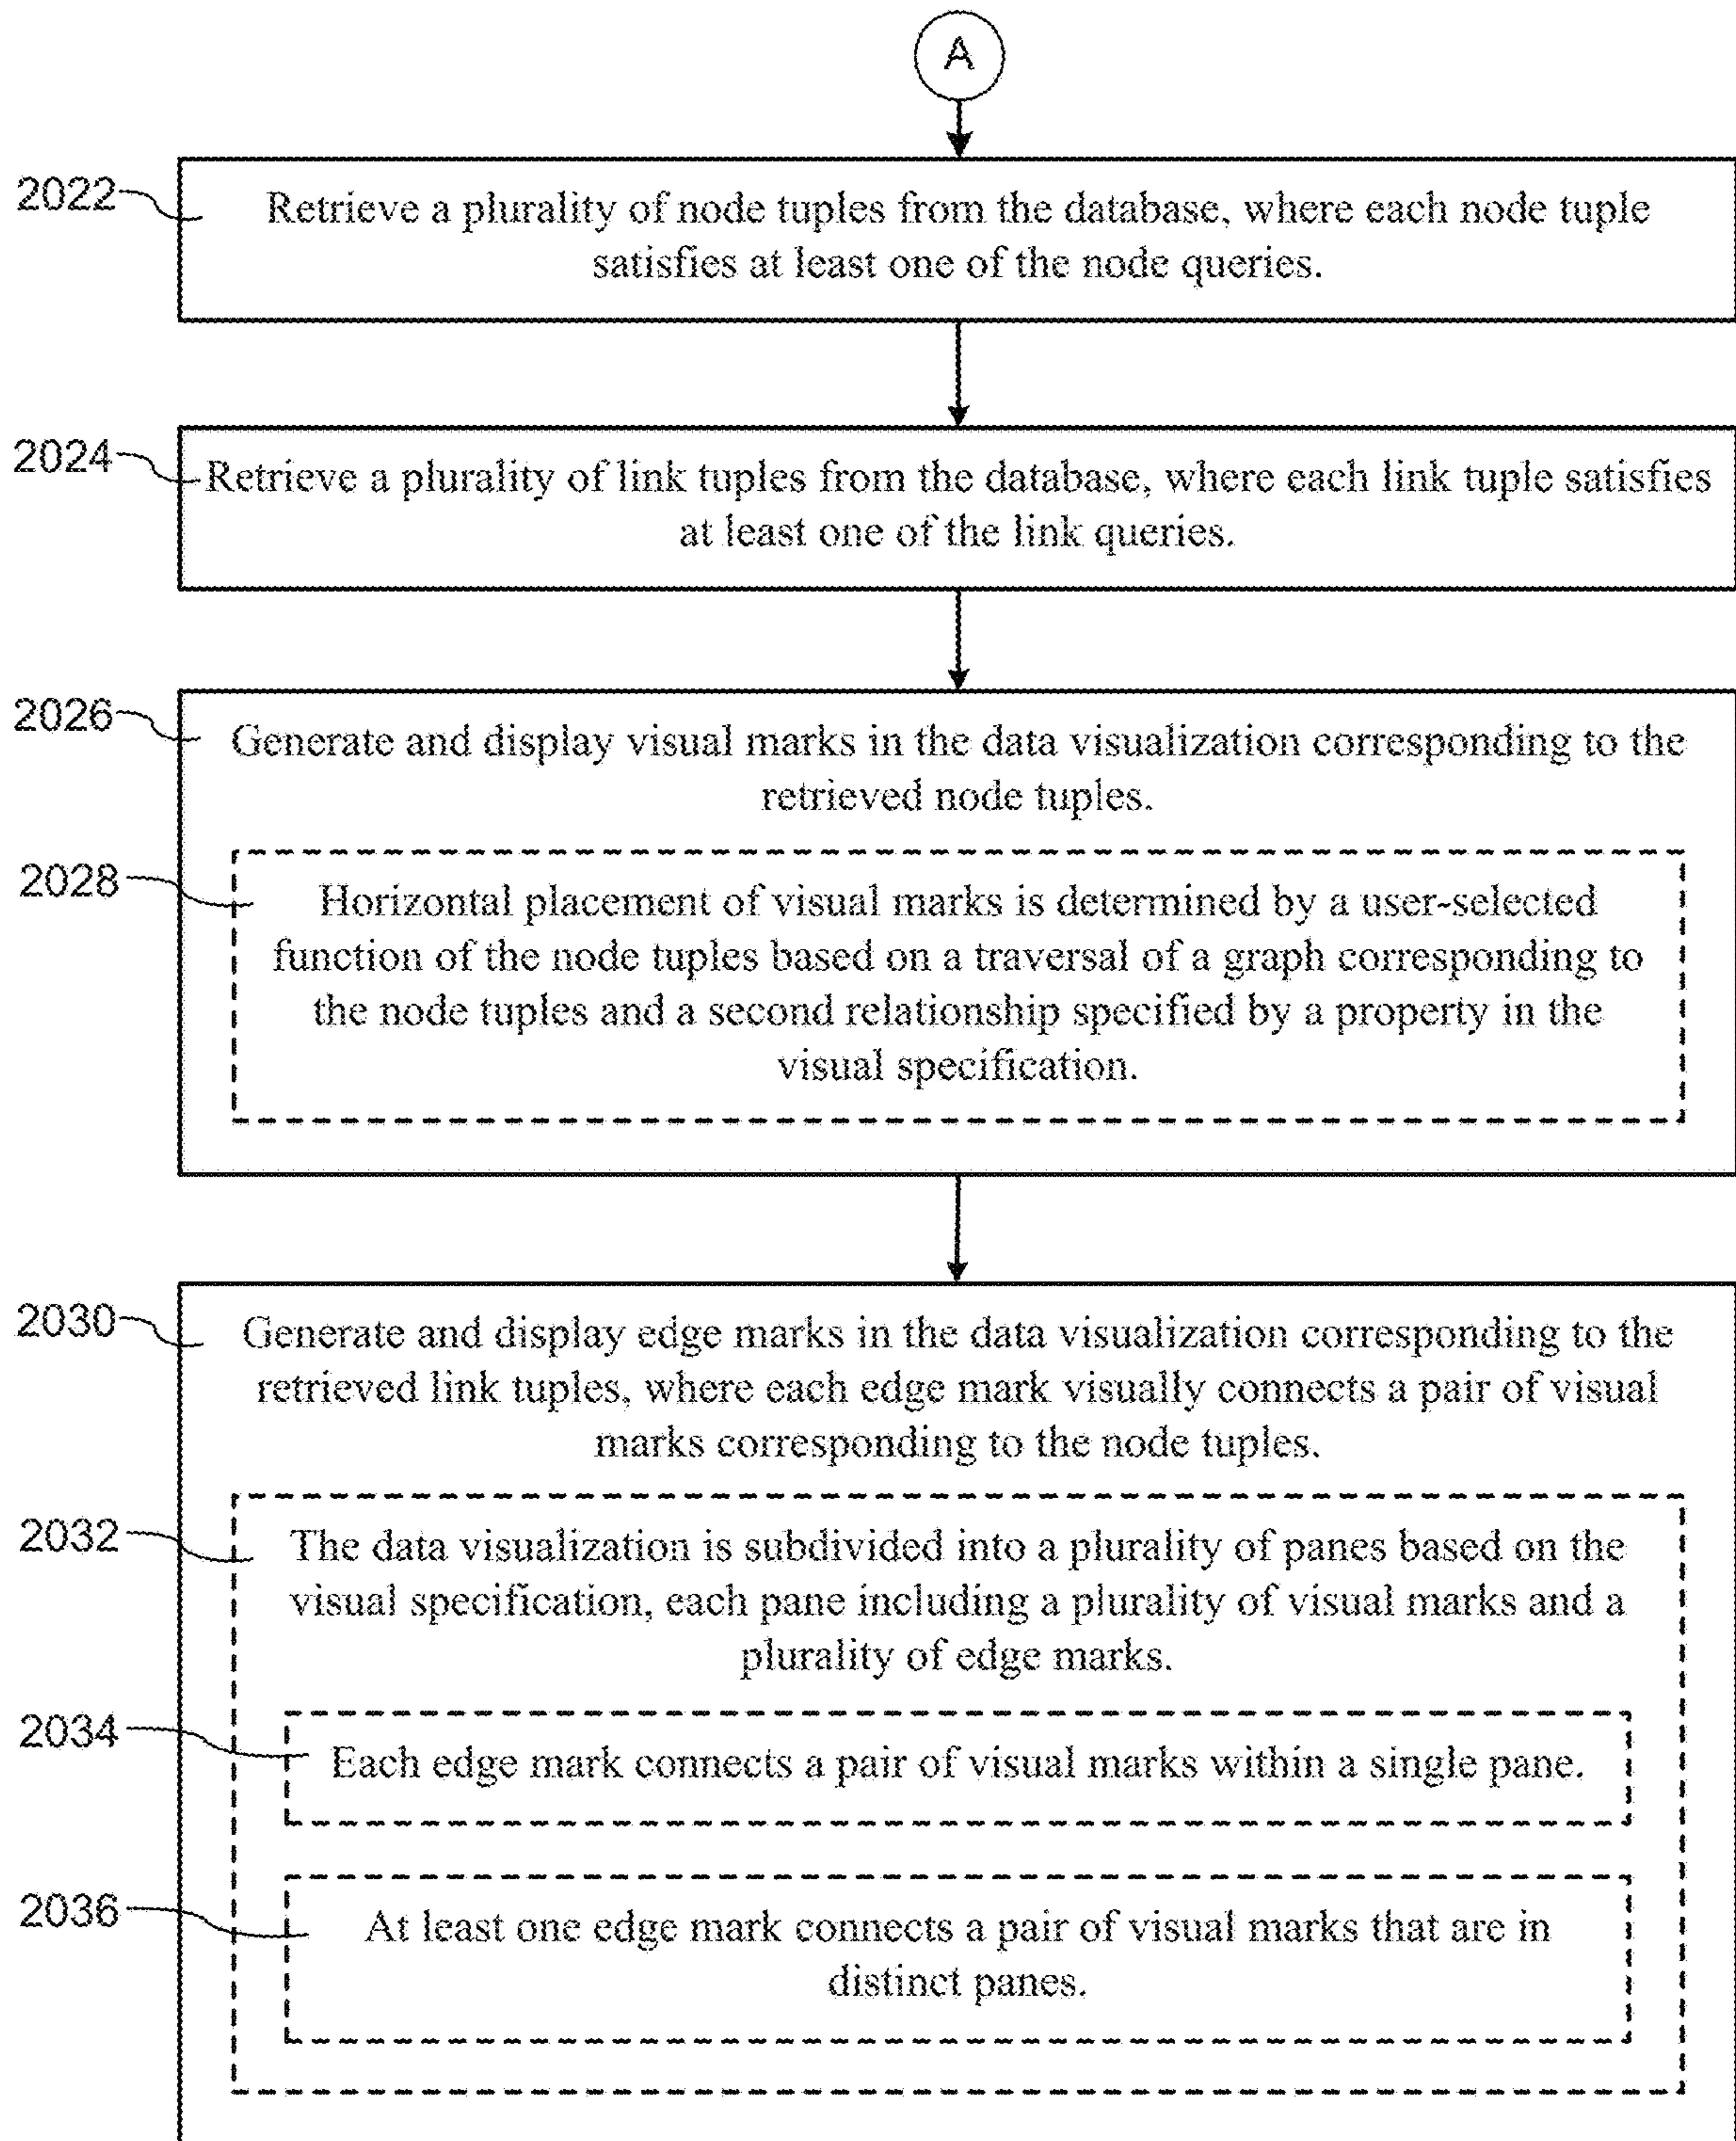 A
2022
Retrieve a plurality of node tuples from the database, where each node tuple
satisfies at least one of the node queries.
2024
Retrieve a plurality of link tuples from the database, where each link tuple satisfies
at least one of the link queries.
2026
Generate and display visual marks in the data visualization corresponding to the
retrieved node tuples.
2028
Horizontal placement of visual marks is determined by a user-selected
function of the node tuples based on a traversal of a graph corresponding to
the node tuples and a second relationship specified by a property in the
visual specification.
2030
Generate and display edge marks in the data visualization corresponding to the
retrieved link tuples, where each edge mark visually connects a pair of visual
marks corresponding to the node tuples.
2032
The data visualization is subdivided into a plurality of panes based on the
visual specification, each pane including a plurality of visual marks and a
plurality of edge marks.
2034
Each edge mark connects a pair of visual marks within a single pane.
2036
At least one edge mark connects a pair of visual marks that are in
distinct panes.